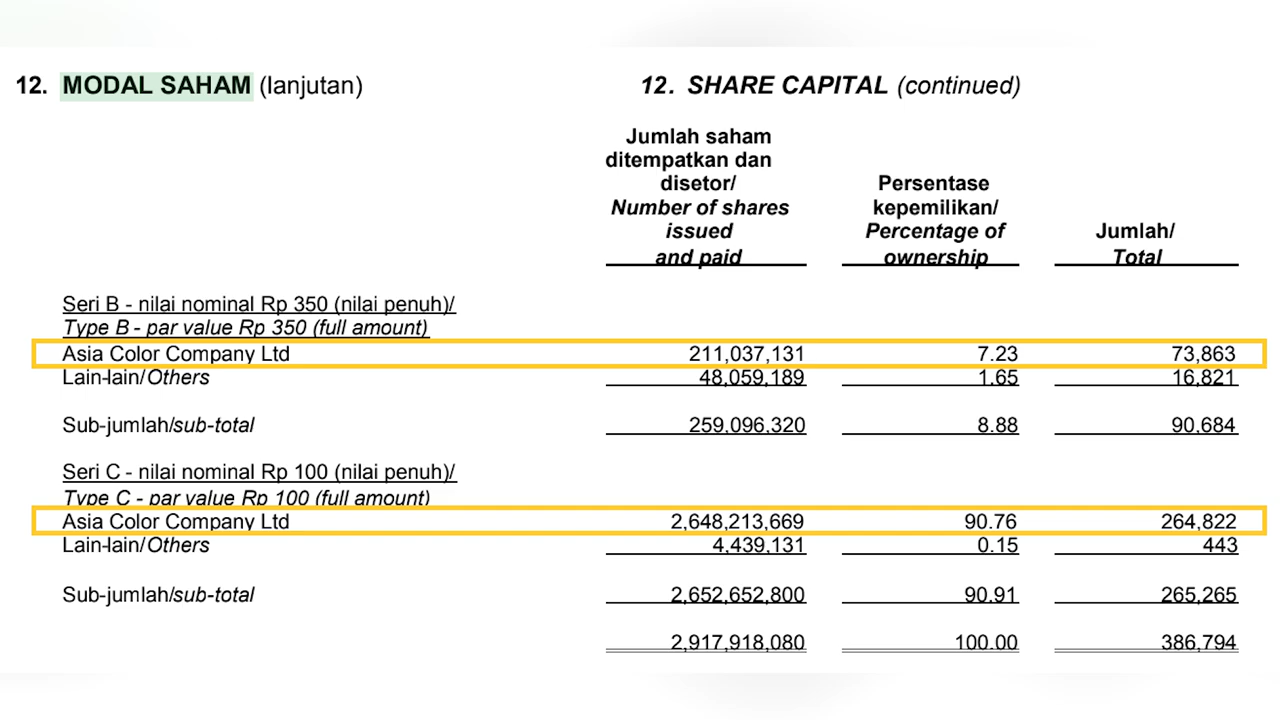 12. MODAL SAHAM (lanjutan)
12. SHARE CAPITAL (continued)
Jumlah saham
ditempatkan dan
disetor/
Number of shares
issued
and paid
Persentase
kepemilikan/
Percentage of
ownership
Jumlah/
Total
Seri B - nilai nominal Rp 350 (nilai penuh)/
Type B - par value Rp 350 (full amount)
Asia Color Company Ltd 211,037,131 7.23 73,863
Lain-lain/Others 48,059,189 1.65 16,821
Sub-jumlah/sub-total 259,096,320 8.88 90,684
Seri C - nilai nominal Rp 100 (nilai penuh)/
Type C - par value Rp 100 (full amount)
Asia Color Company Ltd 2,648,213,669 90.76 264,822
Lain-lain/Others 4,439,131 0.15 443
Sub-jumlah/sub-total 2,652,652,800 90.91 265,265
2,917,918,080 100.00 386,794